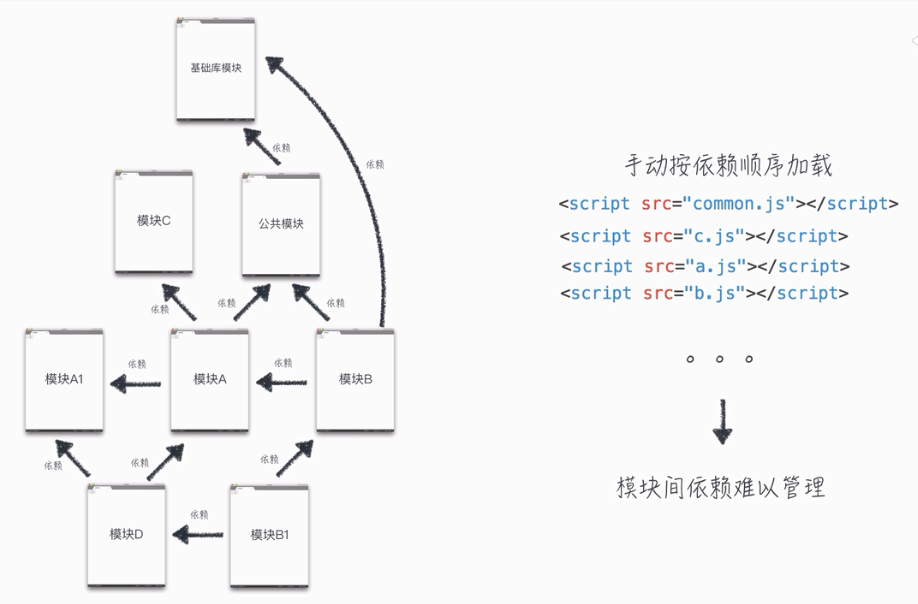 基础库模块
依赖
依赖
模块C
公共模块
依赖
依赖
依赖
模块A1
依赖
模块A
依赖
模块B
依赖
依赖
依赖
模块D
依赖
模块B1
手动按依赖顺序加载
<script src="common.js"></script>
<script src="c.js"></script>
<script src="a.js"></script>
<script src="b.js"></script>
。。。
模块间依赖难以管理